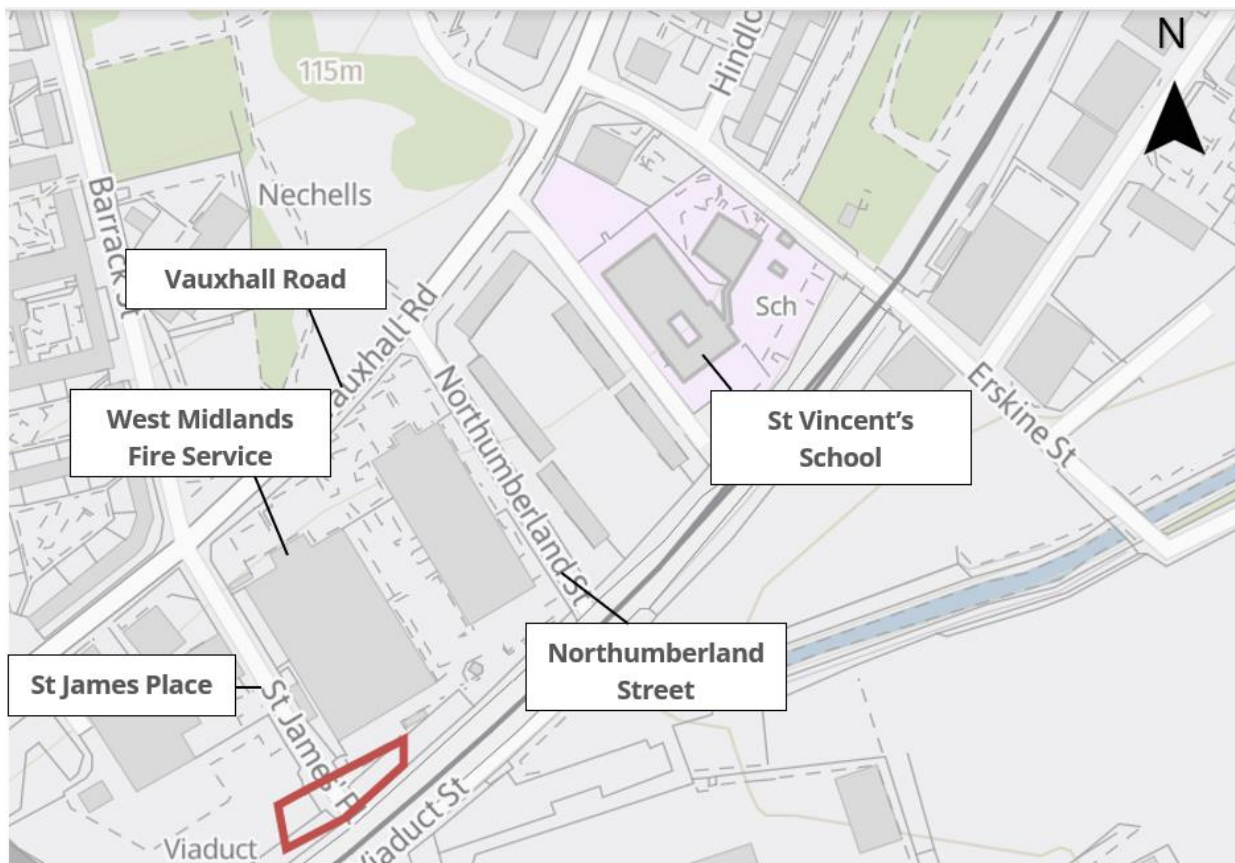 N
115m
Hindlo
Barrack St
Nechells
Vauxhall Road
auxhall Rd
Sch
West Midlands
Fire Service
Northumberland St
St Vincent’s
School
Erskine St
Northumberland
Street
St James Place
St James' Pl
Viaduct St
Viaduct